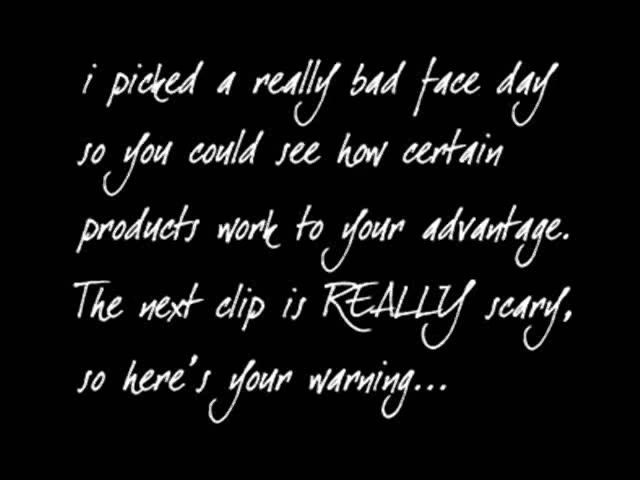 i picked a really bad face day
so you could see how certain
products work to your advantage.
The next clip is REALLY scary,
so here's your warning...